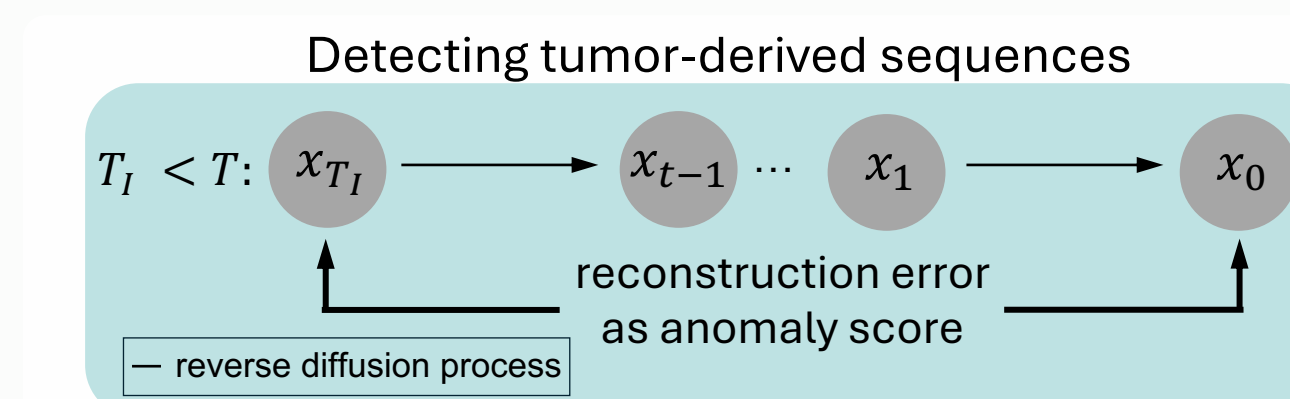 Detecting tumor-derived sequences
T_I < T: x_{T_I} x_{t−1} ... x_1 x_0
reconstruction error
as anomaly score
— reverse diffusion process